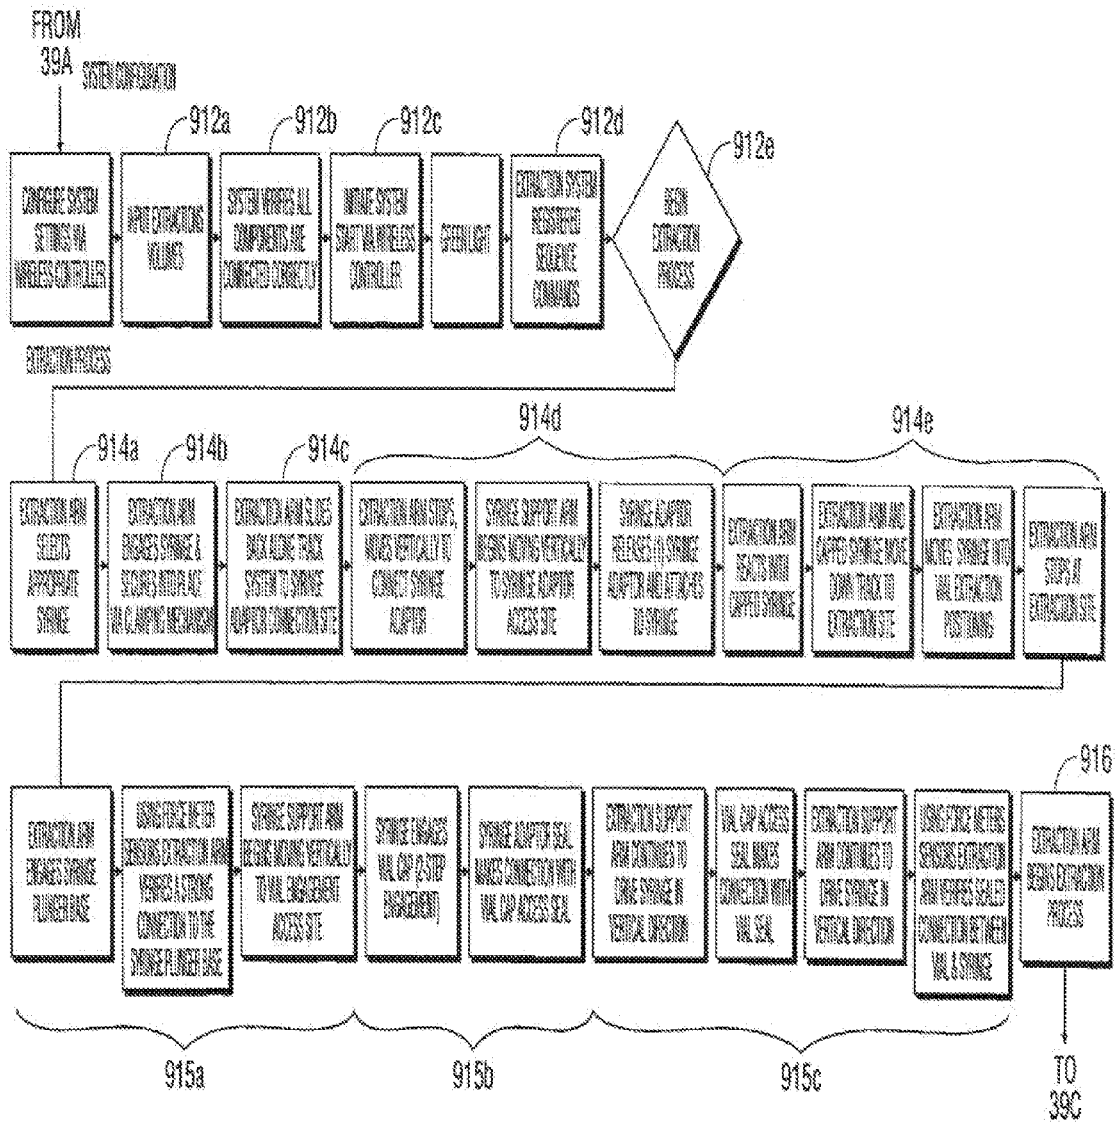 FROM
39A
SYSTEM CONFIGURATION
912a
912b
912c
912d
912e
CONFIGURE SYSTEM
SETTINGS VIA
WIRELESS CONTROLLER
INPUT EXTRACTIONS
VOLUMES
SYSTEM VERIFIES ALL
COMPONENTS ARE
CONNECTED CORRECTLY
INITIATE SYSTEM
START VIA WIRELESS
CONTROLLER
GREEN LIGHT
EXTRACTION SYSTEM
REGISTERED
SEQUENCE
COMMANDS
BEGIN
EXTRACTION
PROCESS
EXTRACTION PROCESS
914a
914b
914c
914d
914e
EXTRACTION ARM
SELECTS
APPROPRIATE
SYRINGE
EXTRACTION ARM
ENGAGES SYRINGE &
SECURES INTO PLACE
VIA CLAMPING MECHANISM
EXTRACTION ARM SLIDES
BACK ALONG TRACK
SYSTEM TO SYRINGE
ADAPTOR CONNECTION SITE
EXTRACTION ARM STOPS,
MOVES VERTICALLY TO
CONNECT SYRINGE
ADAPTOR
SYRINGE SUPPORT ARM
BEGINS MOVING VERTICALLY
TO SYRINGE ADAPTOR
ACCESS SITE
SYRINGE ADAPTOR
RELEASES (1) SYRINGE
ADAPTOR AND ATTACHES
TO SYRINGE
EXTRACTION ARM
REACTS WITH
CAPPED SYRINGE
EXTRACTION ARM AND
CAPPED SYRINGE MOVE
DOWN TRACK TO
EXTRACTION SITE
EXTRACTION ARM
MOVES SYRINGE INTO
VIAL EXTRACTION
POSITIONING
EXTRACTION ARM
STOPS AT
EXTRACTION SITE
EXTRACTION ARM
ENGAGES SYRINGE
PLUNGER BASE
USING FORCE METER
SENSORS EXTRACTION ARM
VERIFIES A STRONG
CONNECTION TO THE
SYRINGE PLUNGER BASE
SYRINGE SUPPORT ARM
BEGINS MOVING VERTICALLY
TO VIAL ENGAGEMENT
ACCESS SITE
SYRINGE ENGAGES
VIAL CAP (2-STEP
ENGAGEMENT)
SYRINGE ADAPTOR SEAL
MAKES CONNECTION WITH
VIAL CAP ACCESS SEAL
EXTRACTION SUPPORT
ARM CONTINUES TO
DRIVE SYRINGE IN
VERTICAL DIRECTION
VIAL CAP ACCESS
SEAL MAKES
CONNECTION WITH
VIAL SEAL
EXTRACTION SUPPORT
ARM CONTINUES TO
DRIVE SYRINGE IN
VERTICAL DIRECTION
USING FORCE METERS
SENSORS EXTRACTION
ARM VERIFIES SEALED
CONNECTION BETWEEN
VIAL & SYRINGE
916
EXTRACTION ARM
BEGINS EXTRACTION
PROCESS
915a
915b
915c
TO
39C